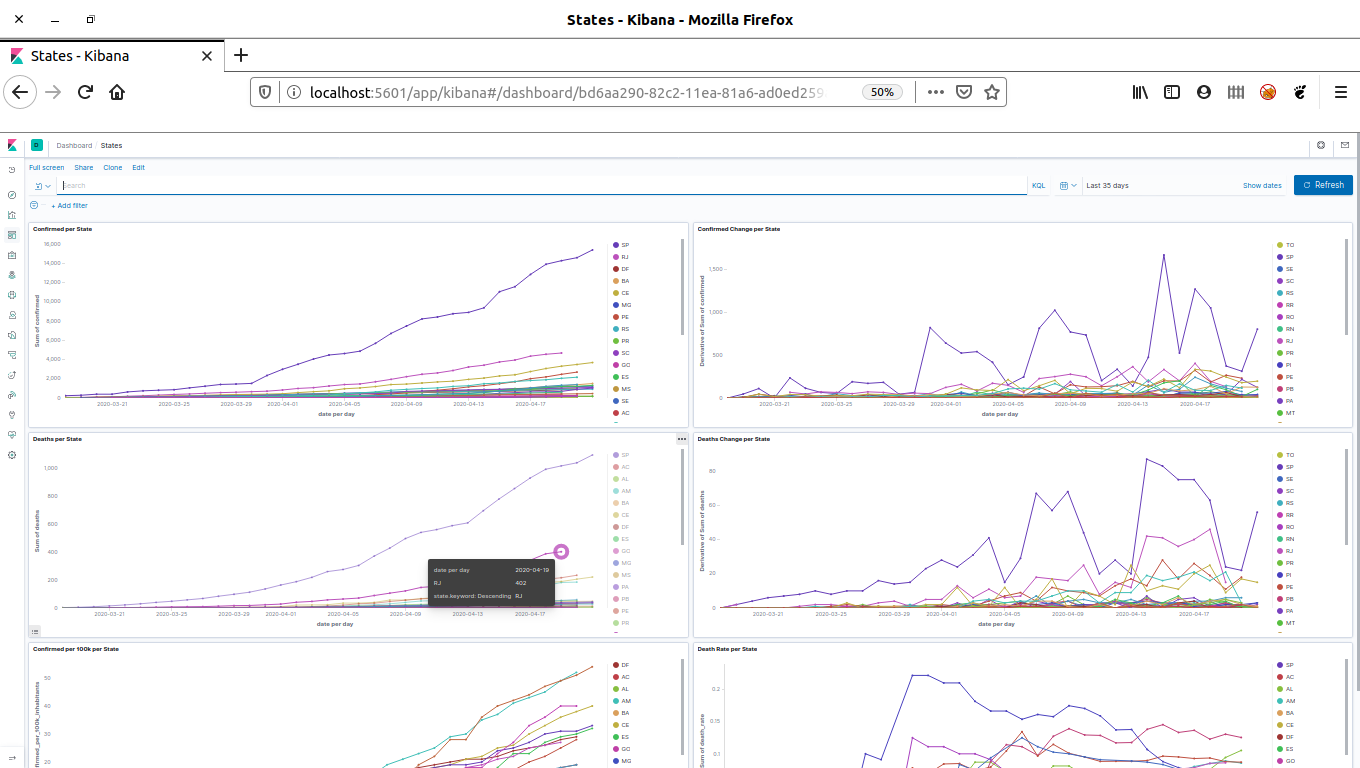 States - Kibana - Mozilla Firefox
States - Kibana
localhost:5601/app/kibana#/dashboard/bd6aa290-82c2-11ea-81a6-ad0ed259
50%
D
Dashboard / States
Full screen Share Clone Edit
Search
KQL
Last 35 days
Show dates
Refresh
+ Add filter
Confirmed per State
Sum of confirmed
16,000
14,000
12,000
10,000
8,000
6,000
4,000
2,000
0
2020-03-21 2020-03-25 2020-03-29 2020-04-01 2020-04-05 2020-04-09 2020-04-13 2020-04-17
date per day
SP
RJ
DF
BA
CE
MG
PE
RS
PR
SC
GO
ES
MS
SE
AC
Confirmed Change per State
Derivative of Sum of confirmed
1,500
1,000
500
0
2020-03-21 2020-03-25 2020-03-29 2020-04-01 2020-04-05 2020-04-09 2020-04-13 2020-04-17
date per day
TO
SP
SE
SC
RS
RR
RO
RN
RJ
PR
PI
PE
PB
PA
MT
Deaths per State
Sum of deaths
1,000
800
600
400
200
0
2020-03-21 2020-03-25 2020-03-29 2020-04-01 2020-04-05 2020-04-09 2020-04-13 2020-04-17
date per day
date per day 2020-04-19
RJ 402
state.keyword: Descending RJ
SP
AC
AL
AM
BA
CE
DF
ES
GO
MG
MS
PA
PB
PE
PR
Deaths Change per State
Derivative of Sum of deaths
80
60
40
20
0
2020-03-21 2020-03-25 2020-03-29 2020-04-01 2020-04-05 2020-04-09 2020-04-13 2020-04-17
date per day
TO
SP
SE
SC
RS
RR
RO
RN
RJ
PR
PI
PE
PB
PA
MT
Confirmed per 100k per State
firmed_per_100k_inhabitants
50
40
30
20
DF
AC
AL
AM
BA
CE
ES
GO
MG
Death Rate per State
Sum of death_rate
0.2
0.15
0.1
SP
AC
AL
AM
BA
CE
DF
ES
GO